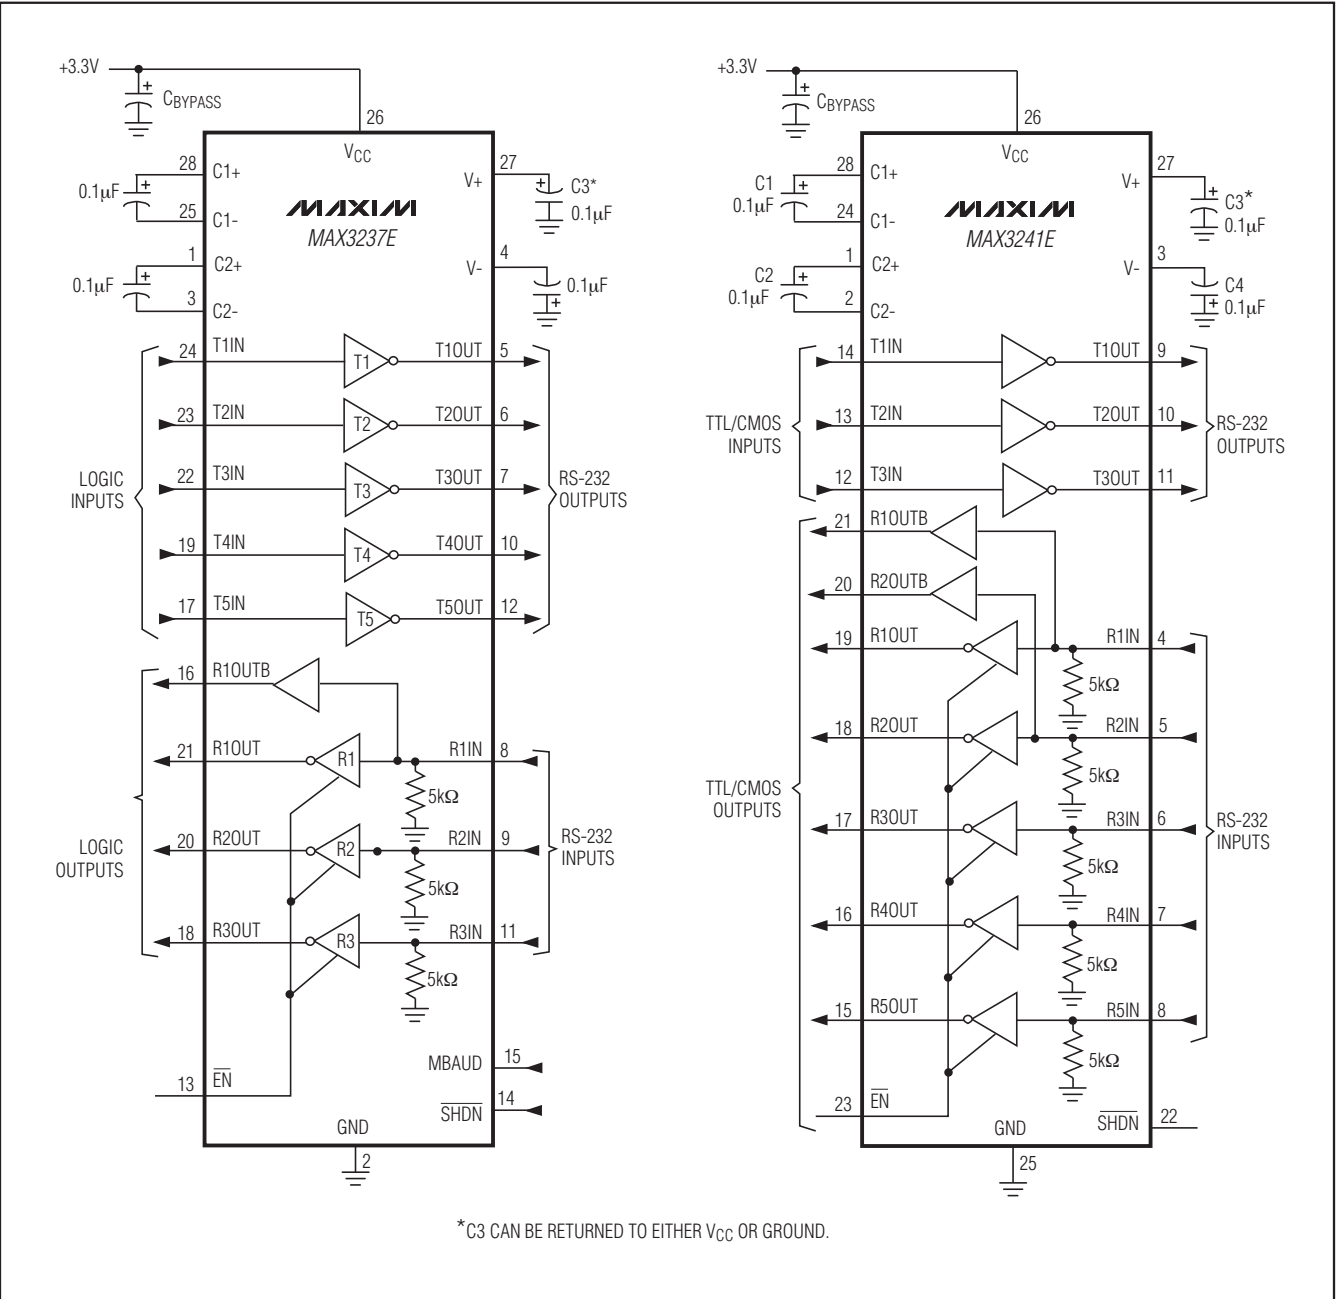 +3.3V
+
CBYPASS
26
VCC
28
C1+
0.1µF
+
25
C1-
1
C2+
0.1µF
+
3
C2-
MAXIM
MAX3237E
V+
27
+
C3*
0.1µF
V-
4
0.1µF
+
LOGIC
INPUTS
24
T1IN
T1
T1OUT
5
23
T2IN
T2
T2OUT
6
22
T3IN
T3
T3OUT
7
19
T4IN
T4
T4OUT
10
17
T5IN
T5
T5OUT
12
RS-232
OUTPUTS
16
R1OUTB
21
R1OUT
R1
R1IN
8
5kΩ
20
R2OUT
R2
R2IN
9
5kΩ
18
R3OUT
R3
R3IN
11
5kΩ
LOGIC
OUTPUTS
RS-232
INPUTS
MBAUD
15
13
EN
SHDN
14
GND
2
+3.3V
+
CBYPASS
26
VCC
C1
0.1µF
+
28
C1+
24
C1-
C2
0.1µF
+
1
C2+
2
C2-
MAXIM
MAX3241E
V+
27
+
C3*
0.1µF
V-
3
C4
+
0.1µF
TTL/CMOS
INPUTS
14
T1IN
T1OUT
9
13
T2IN
T2OUT
10
12
T3IN
T3OUT
11
RS-232
OUTPUTS
21
R1OUTB
20
R2OUTB
19
R1OUT
R1IN
4
5kΩ
18
R2OUT
R2IN
5
5kΩ
TTL/CMOS
OUTPUTS
17
R3OUT
R3IN
6
5kΩ
RS-232
INPUTS
16
R4OUT
R4IN
7
5kΩ
15
R5OUT
R5IN
8
5kΩ
23
EN
SHDN
22
GND
25
*C3 CAN BE RETURNED TO EITHER VCC OR GROUND.